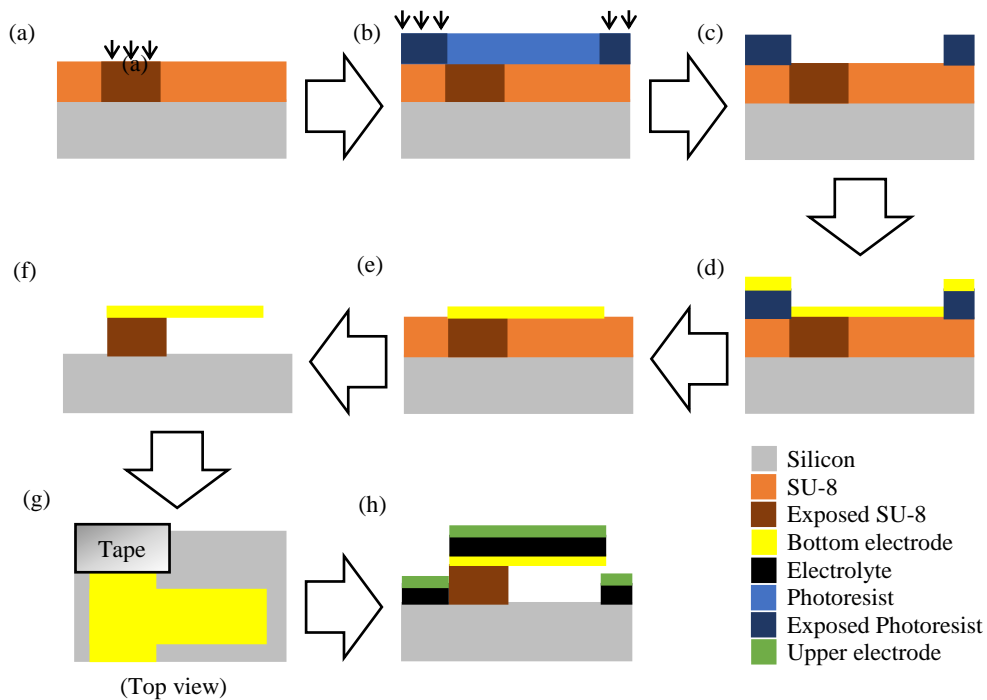 (a)
(a)
(b)
(c)
(f)
(e)
(d)
(g)
Tape
(Top view)
(h)
Silicon
SU-8
Exposed SU-8
Bottom electrode
Electrolyte
Photoresist
Exposed Photoresist
Upper electrode